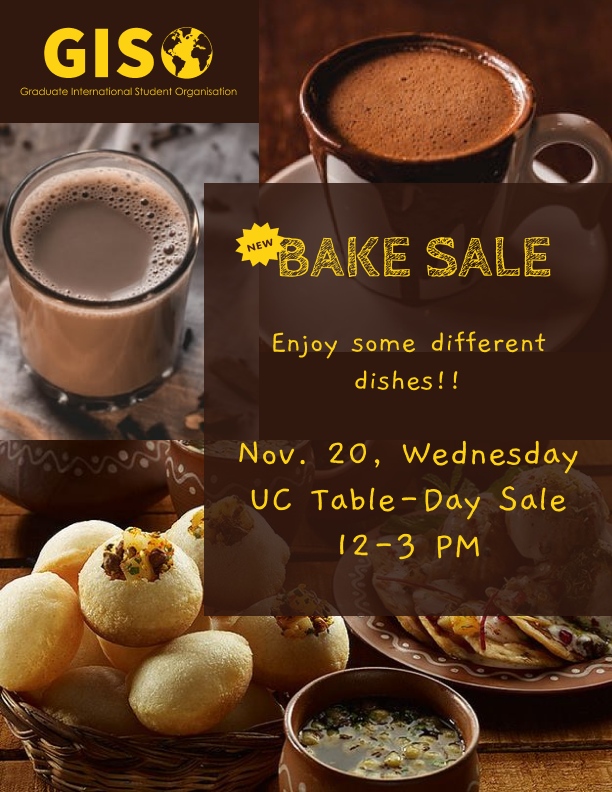 GISO
Graduate International Student Organisation
NEW
BAKE SALE
Enjoy some different
dishes!!
Nov. 20, Wednesday
UC Table-Day Sale
12-3 PM